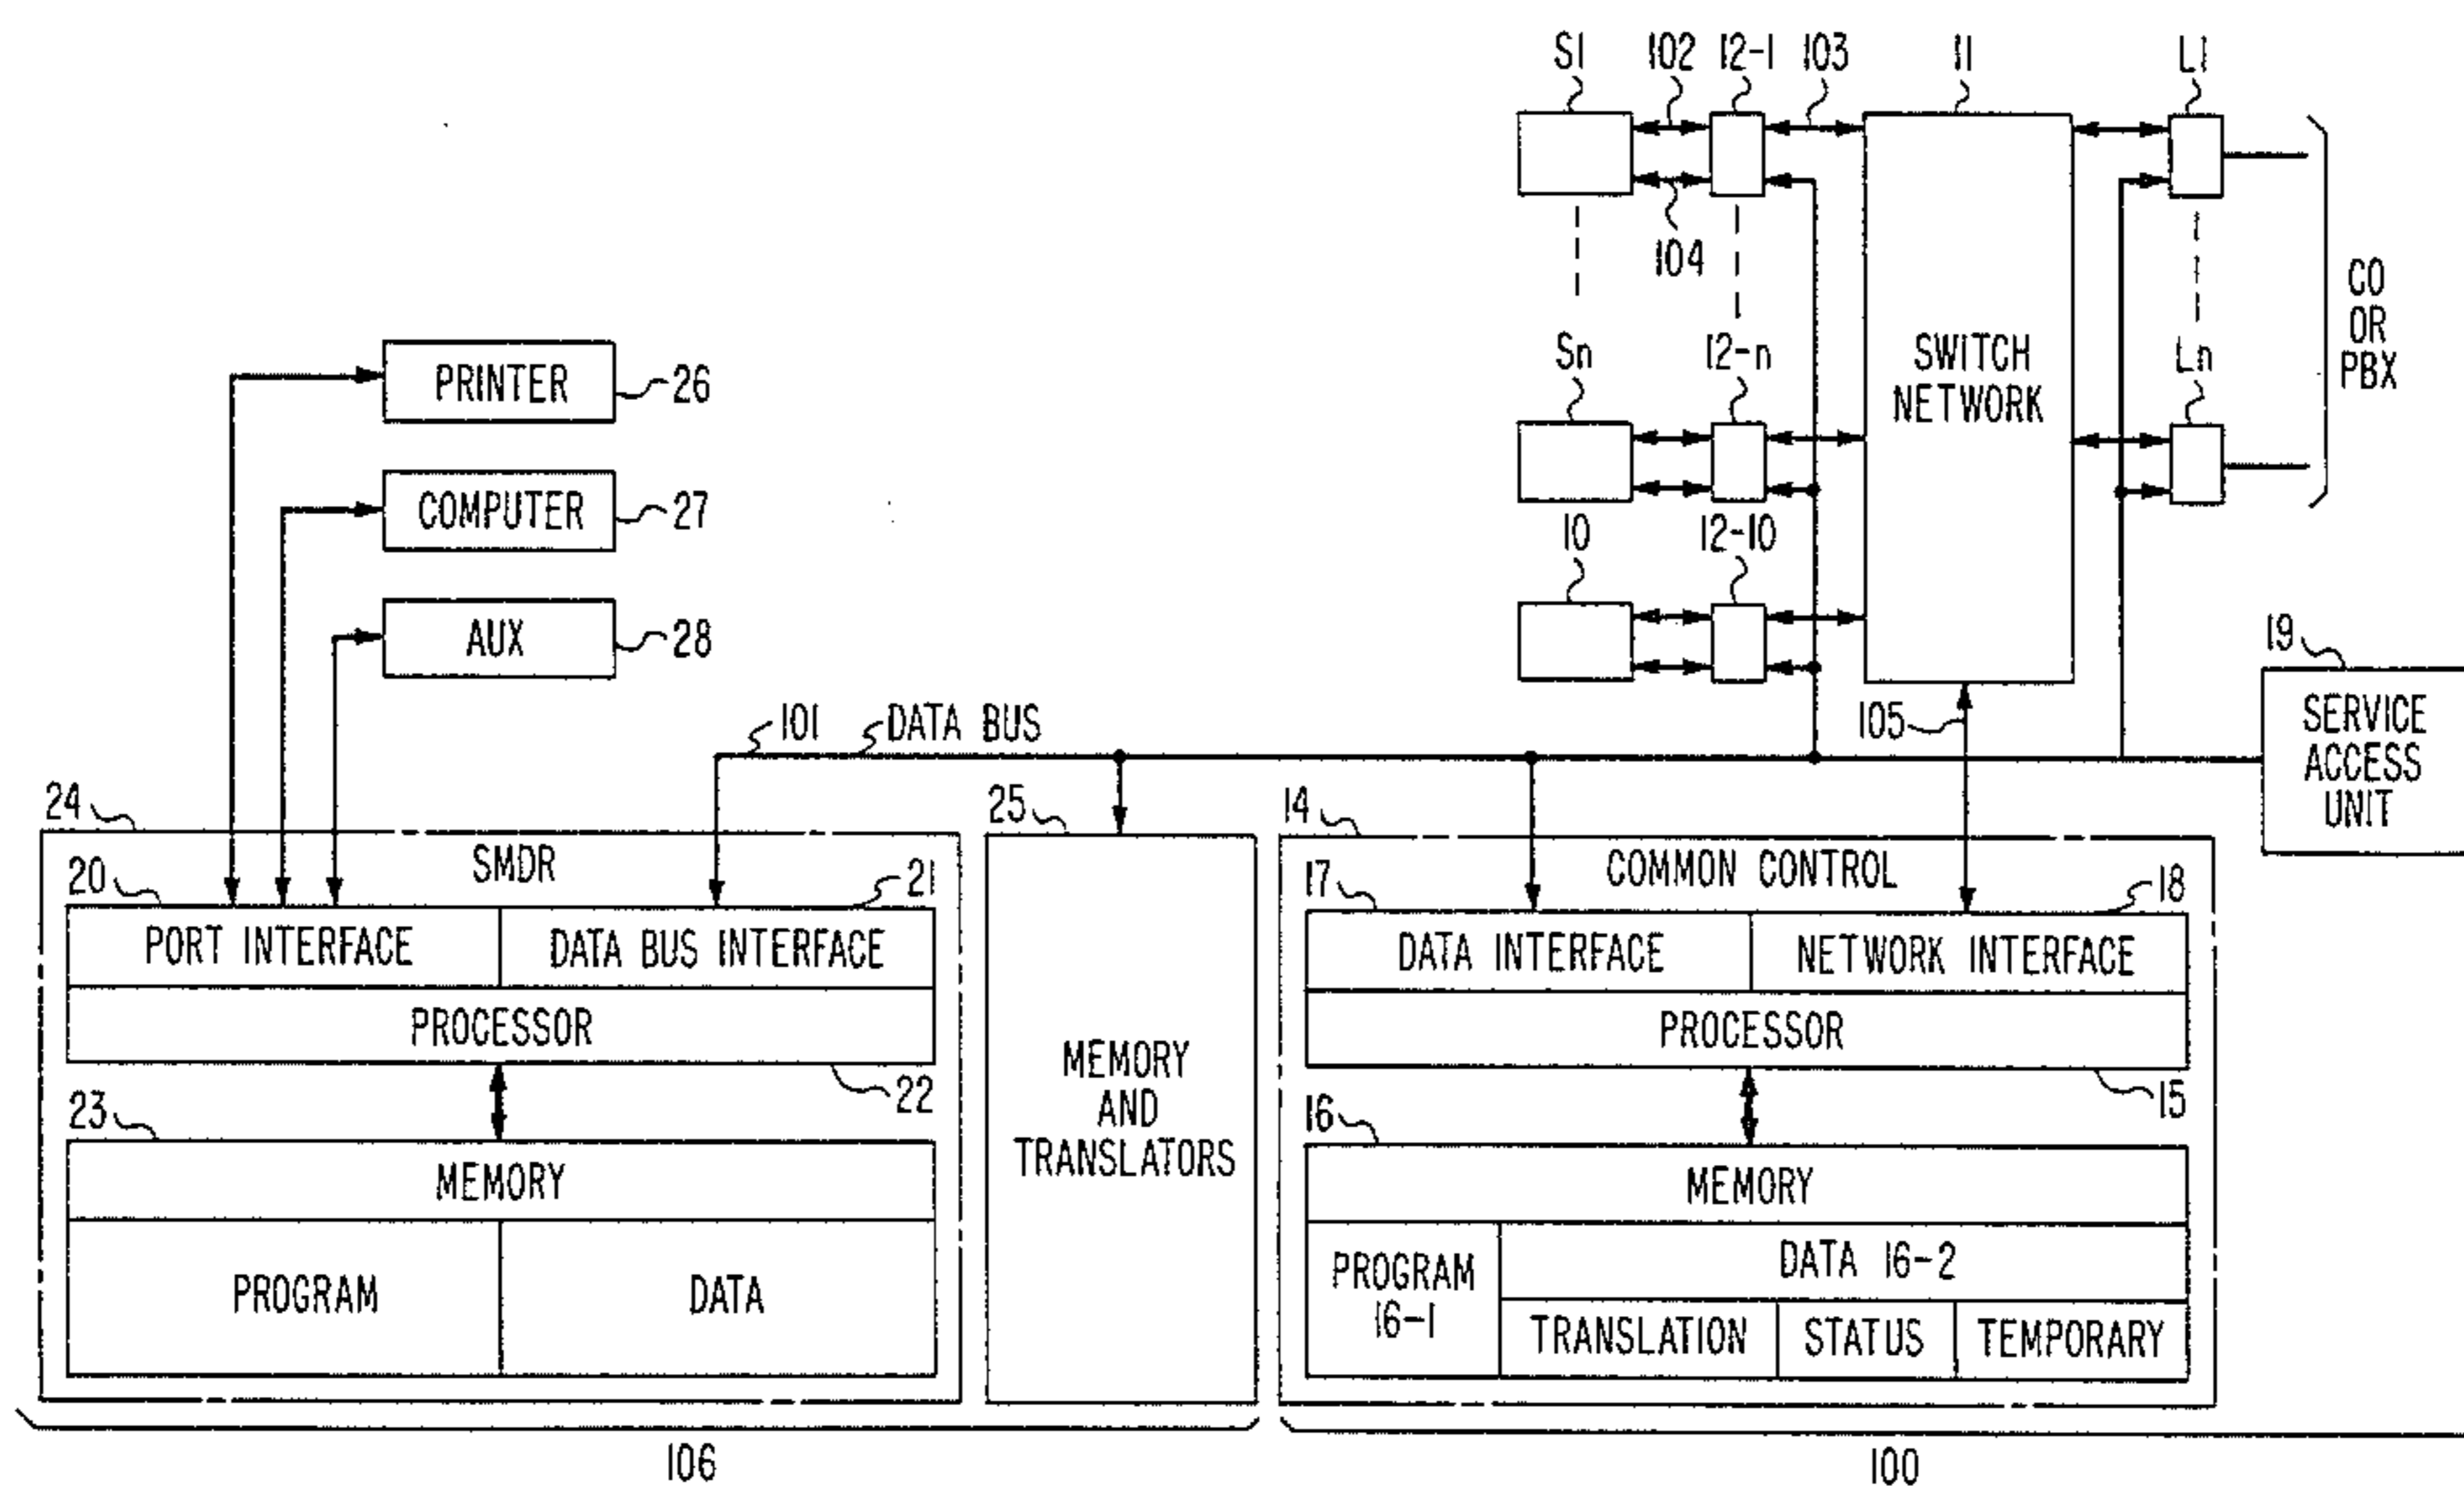 S1 102 12-1 103 11 L1
104
CO
OR
PBX
Sn 12-n SWITCH
NETWORK Ln
PRINTER 26
COMPUTER 27
10 12-10
AUX 28
19
SERVICE
ACCESS
UNIT
101 DATA BUS 105
24 25 14
SMDR COMMON CONTROL
20 21 17 18
PORT INTERFACE DATA BUS INTERFACE DATA INTERFACE NETWORK INTERFACE
PROCESSOR PROCESSOR
MEMORY
AND
TRANSLATORS
23 22 16 15
MEMORY MEMORY
PROGRAM DATA PROGRAM
16-1 DATA 16-2
TRANSLATION STATUS TEMPORARY
106 100